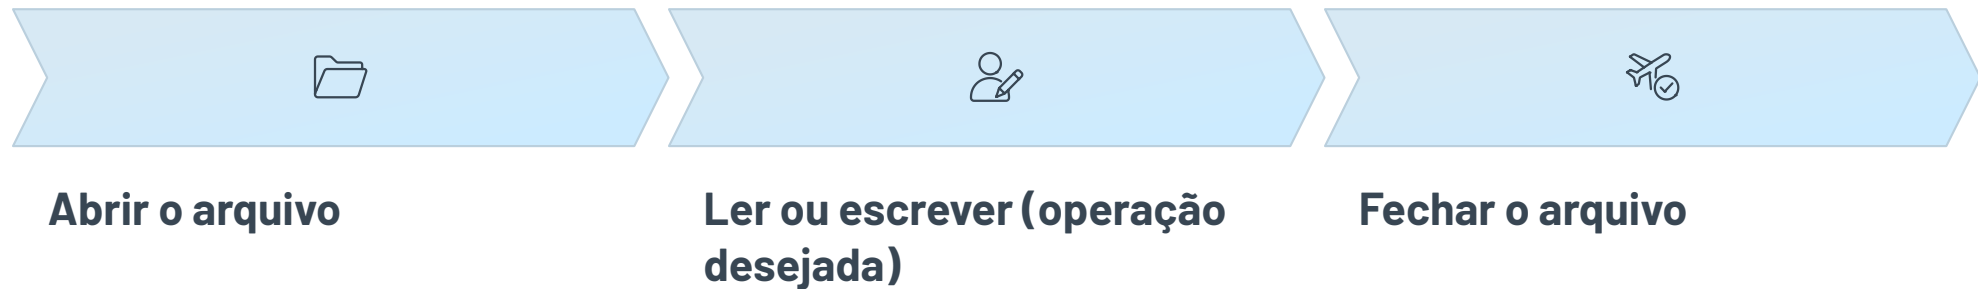 Abrir o arquivo
Ler ou escrever (operação
desejada)
Fechar o arquivo